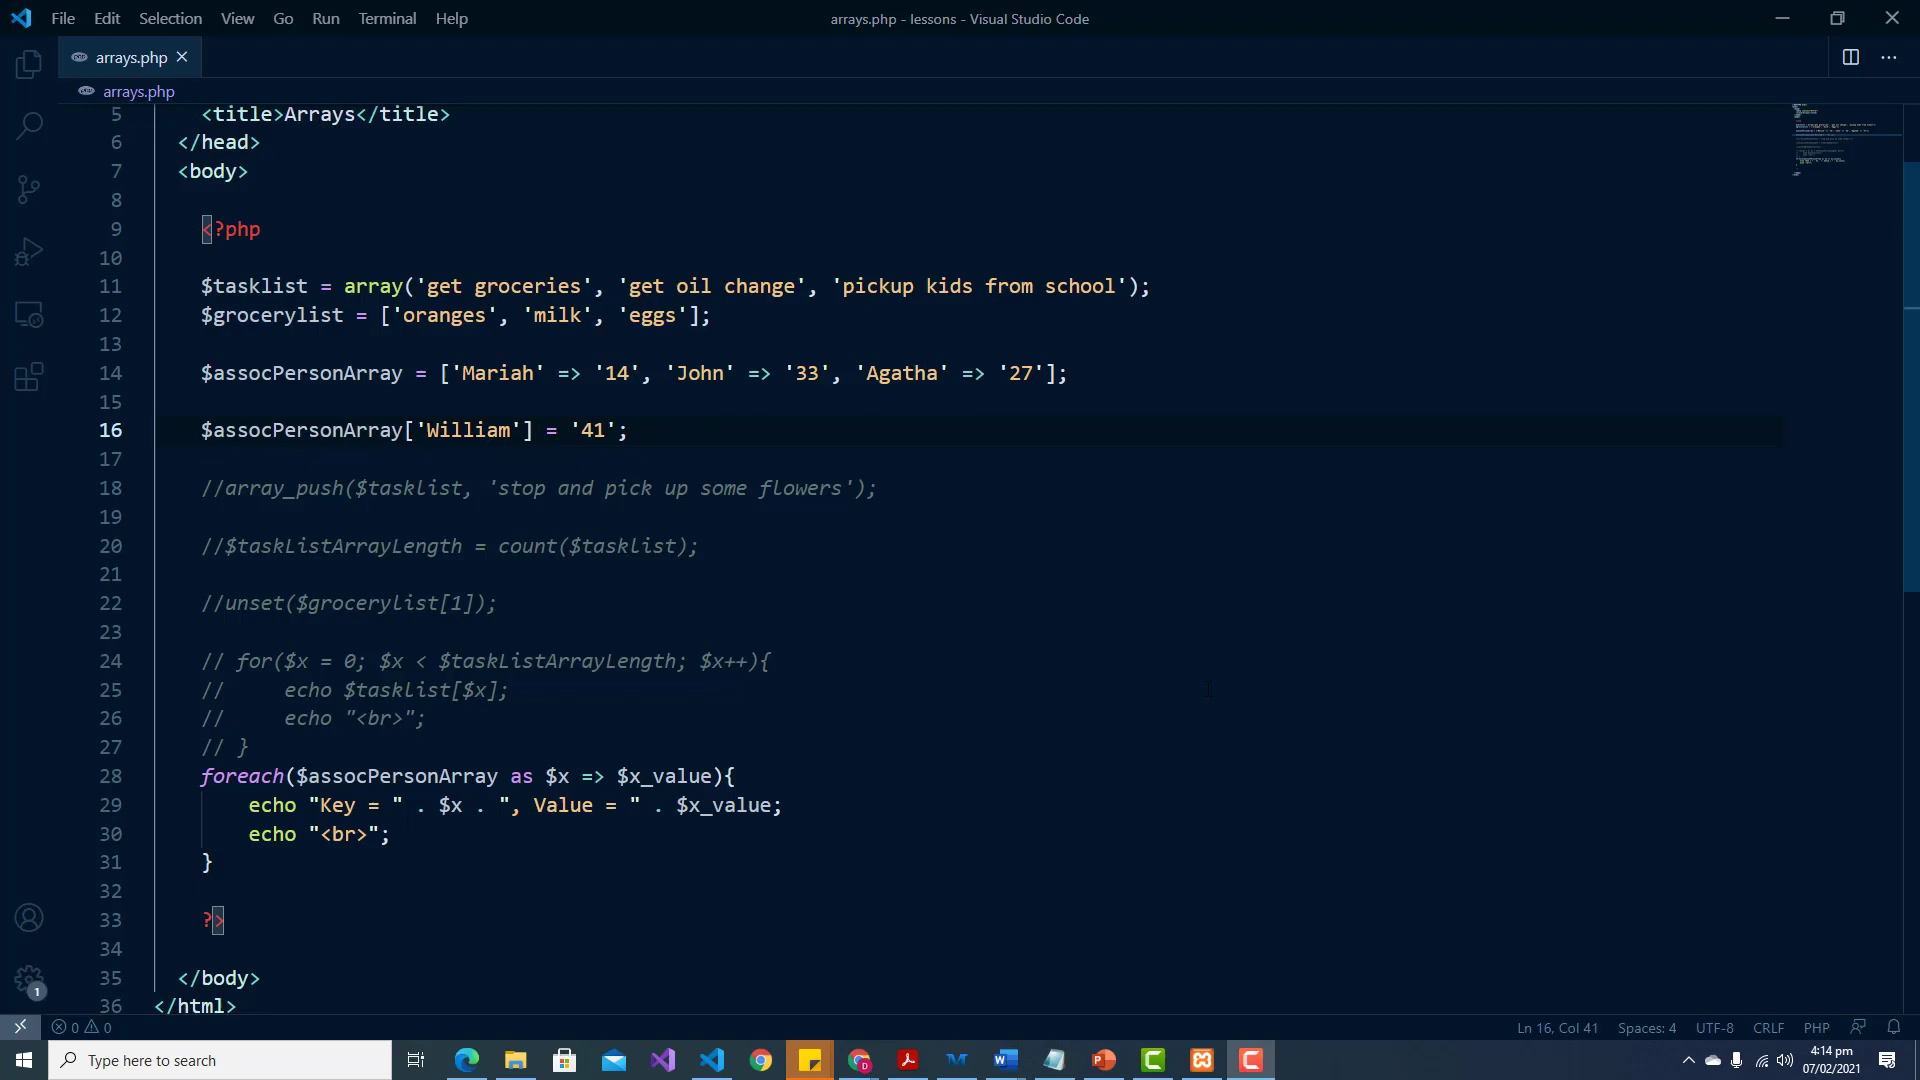 File Edit Selection View Go Run Terminal Help
arrays.php - lessons - Visual Studio Code
arrays.php
arrays.php
5 <title>Arrays</title>
6 </head>
7 <body>
8
9 <?php
10
11 $tasklist = array('get groceries', 'get oil change', 'pickup kids from school');
12 $grocerylist = ['oranges', 'milk', 'eggs'];
13
14 $assocPersonArray = ['Mariah' => '14', 'John' => '33', 'Agatha' => '27'];
15
16 $assocPersonArray['William'] = '41';
17
18 //array_push($tasklist, 'stop and pick up some flowers');
19
20 //$taskListArrayLength = count($tasklist);
21
22 //unset($grocerylist[1]);
23
24 // for($x = 0; $x < $taskListArrayLength; $x++){
25 //     echo $tasklist[$x];
26 //     echo "<br>";
27 // }
28 foreach($assocPersonArray as $x => $x_value){
29     echo "Key = " . $x . ", Value = " . $x_value;
30     echo "<br>";
31 }
32
33 ?>
34
35 </body>
36 </html>
1
0 0
Ln 16, Col 41 Spaces: 4 UTF-8 CRLF PHP
Type here to search
4:14 pm
07/02/2021